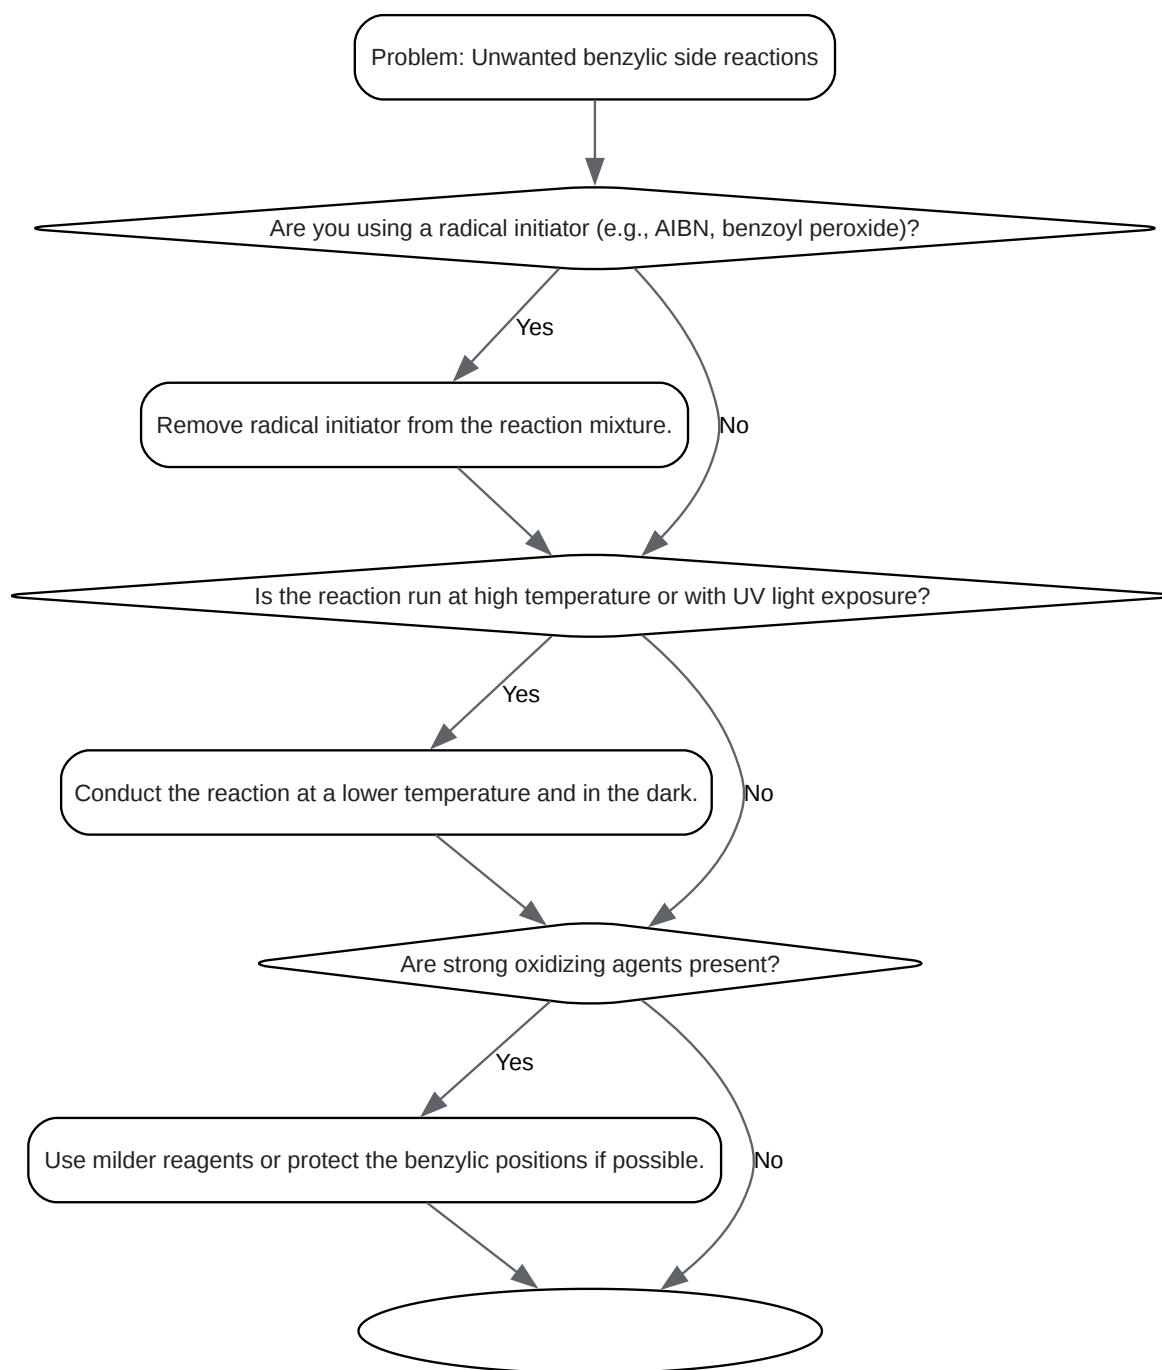 Problem: Unwanted benzylic side reactions
Are you using a radical initiator (e.g., AIBN, benzoyl peroxide)?
Yes
Remove radical initiator from the reaction mixture.
No
Is the reaction run at high temperature or with UV light exposure?
Yes
Conduct the reaction at a lower temperature and in the dark.
No
Are strong oxidizing agents present?
Yes
Use milder reagents or protect the benzylic positions if possible.
No